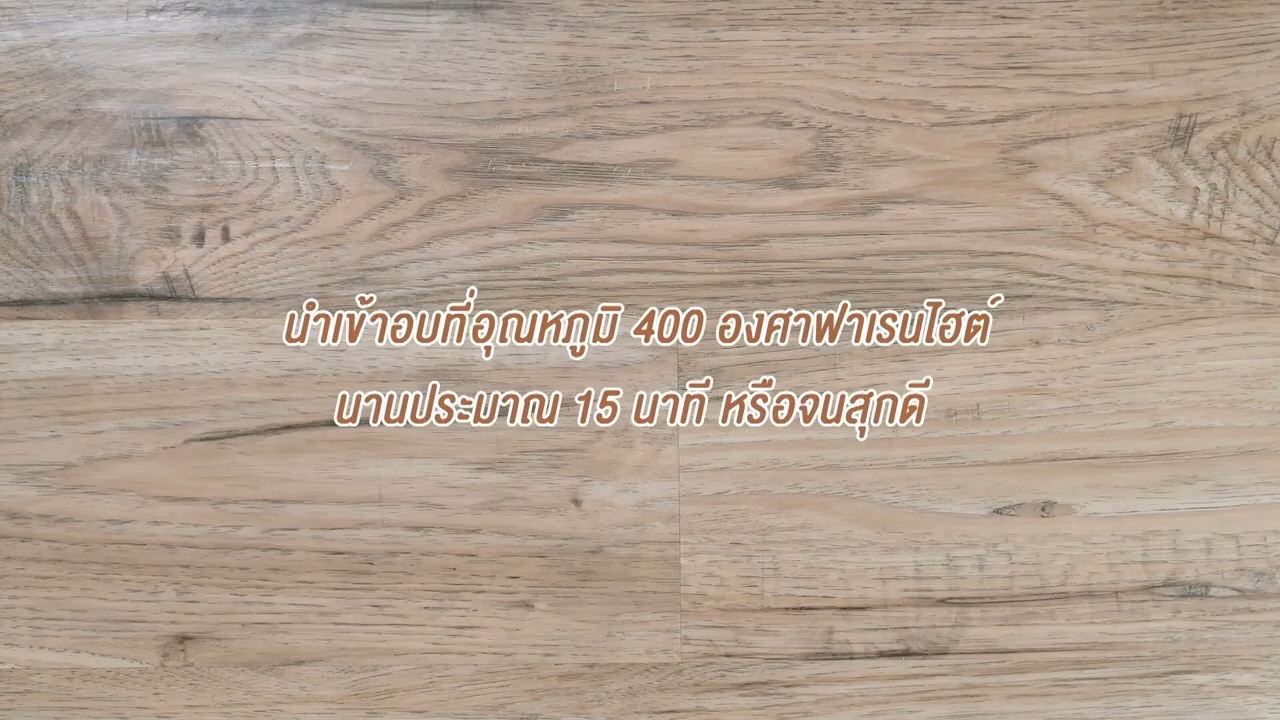 นำเข้าอบที่อุณหภูมิ 400 องศาฟาเรนไฮต์
นานประมาณ 15 นาที หรือจนสุกดี